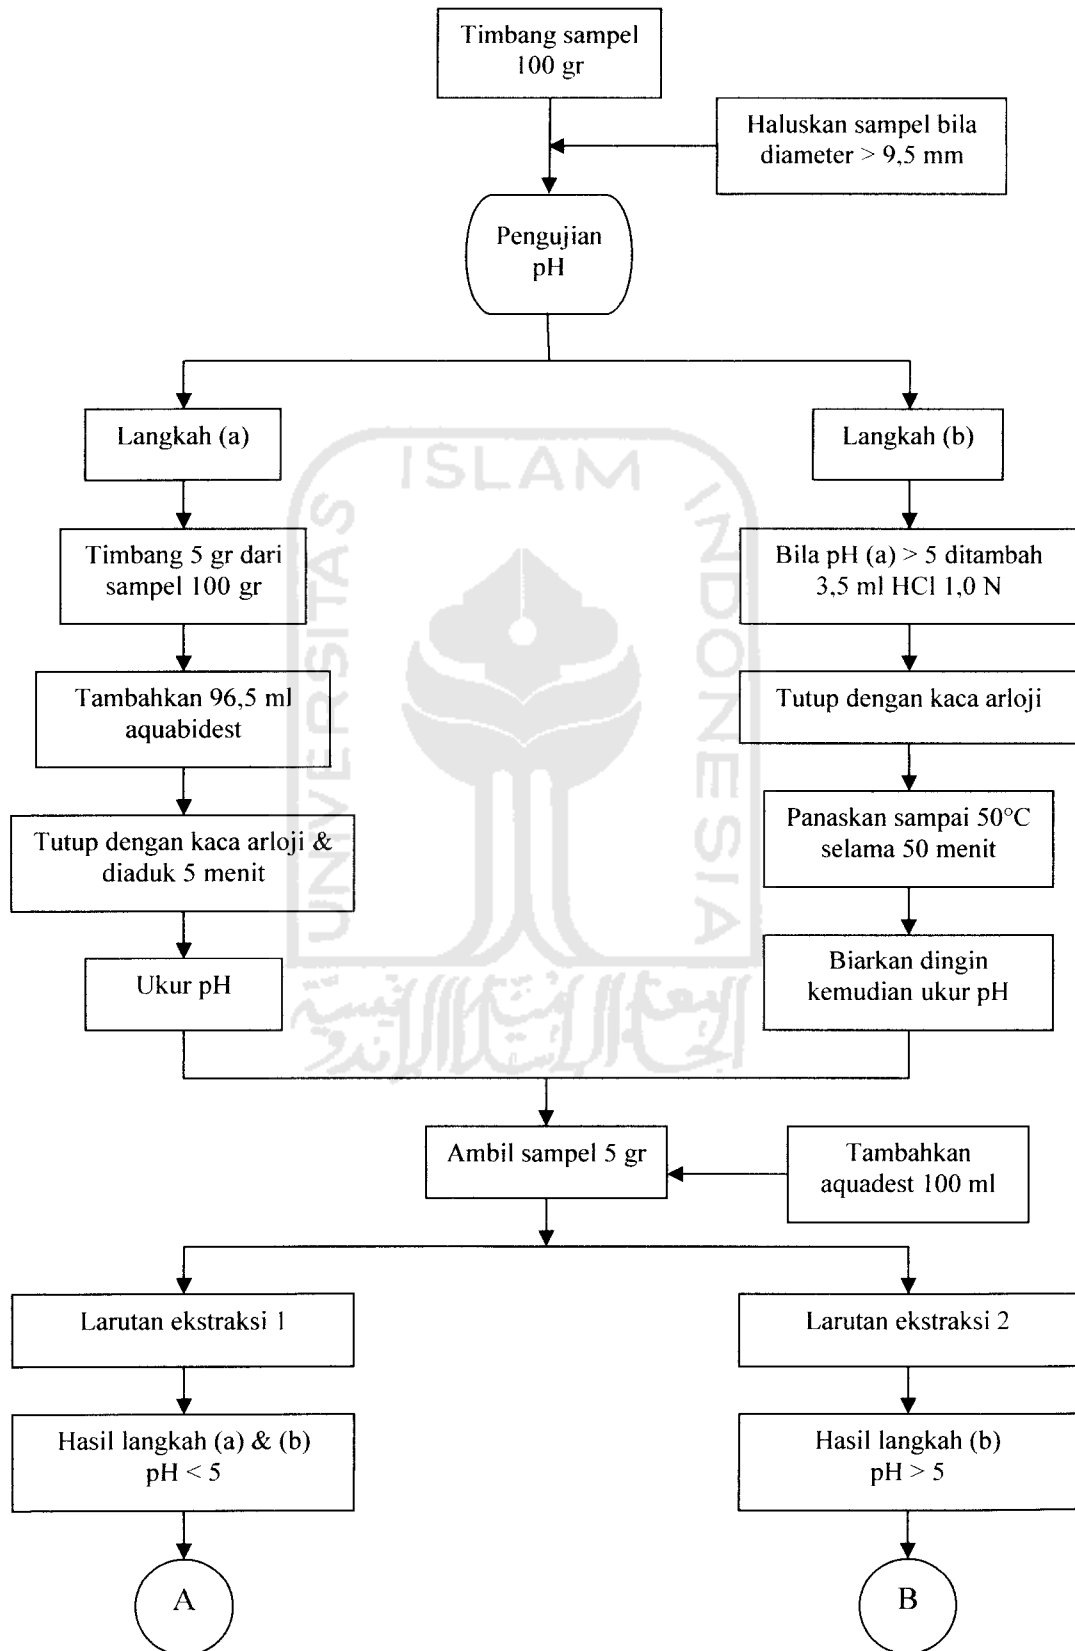 Timbang sampel
100 gr
Haluskan sampel bila
diameter > 9,5 mm
Pengujian
pH
Langkah (a)
Langkah (b)
Timbang 5 gr dari
sampel 100 gr
Bila pH (a) > 5 ditambah
3,5 ml HCl 1,0 N
Tambahkan 96,5 ml
aquabidest
Tutup dengan kaca arloji
Tutup dengan kaca arloji &
diaduk 5 menit
Panaskan sampai 50°C
selama 50 menit
Ukur pH
Biarkan dingin
kemudian ukur pH
Ambil sampel 5 gr
Tambahkan
aquadest 100 ml
Larutan ekstraksi 1
Larutan ekstraksi 2
Hasil langkah (a) & (b)
pH < 5
Hasil langkah (b)
pH > 5
A
B
UNIVERSITAS
ISLAM
INDONESIA